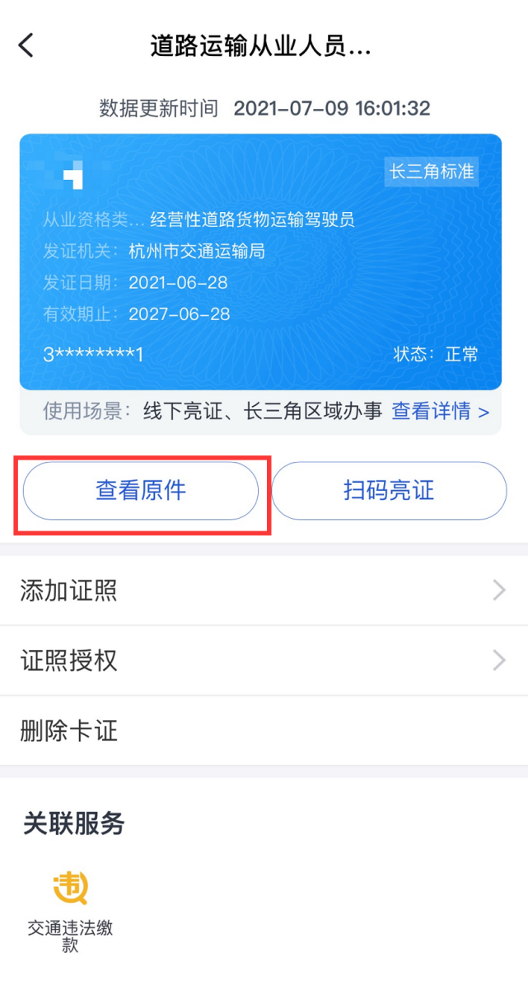 道路运输从业人员...
数据更新时间 2021-07-09 16:01:32
长三角标准
从业资格类... 经营性道路货物运输驾驶员
发证机关：杭州市交通运输局
发证日期：2021-06-28
有效期止：2027-06-28
3********1 状态：正常
使用场景：线下亮证、长三角区域办事 查看详情 >
查看原件 扫码亮证
添加证照
证照授权
删除卡证
关联服务
违
交通违法缴
款